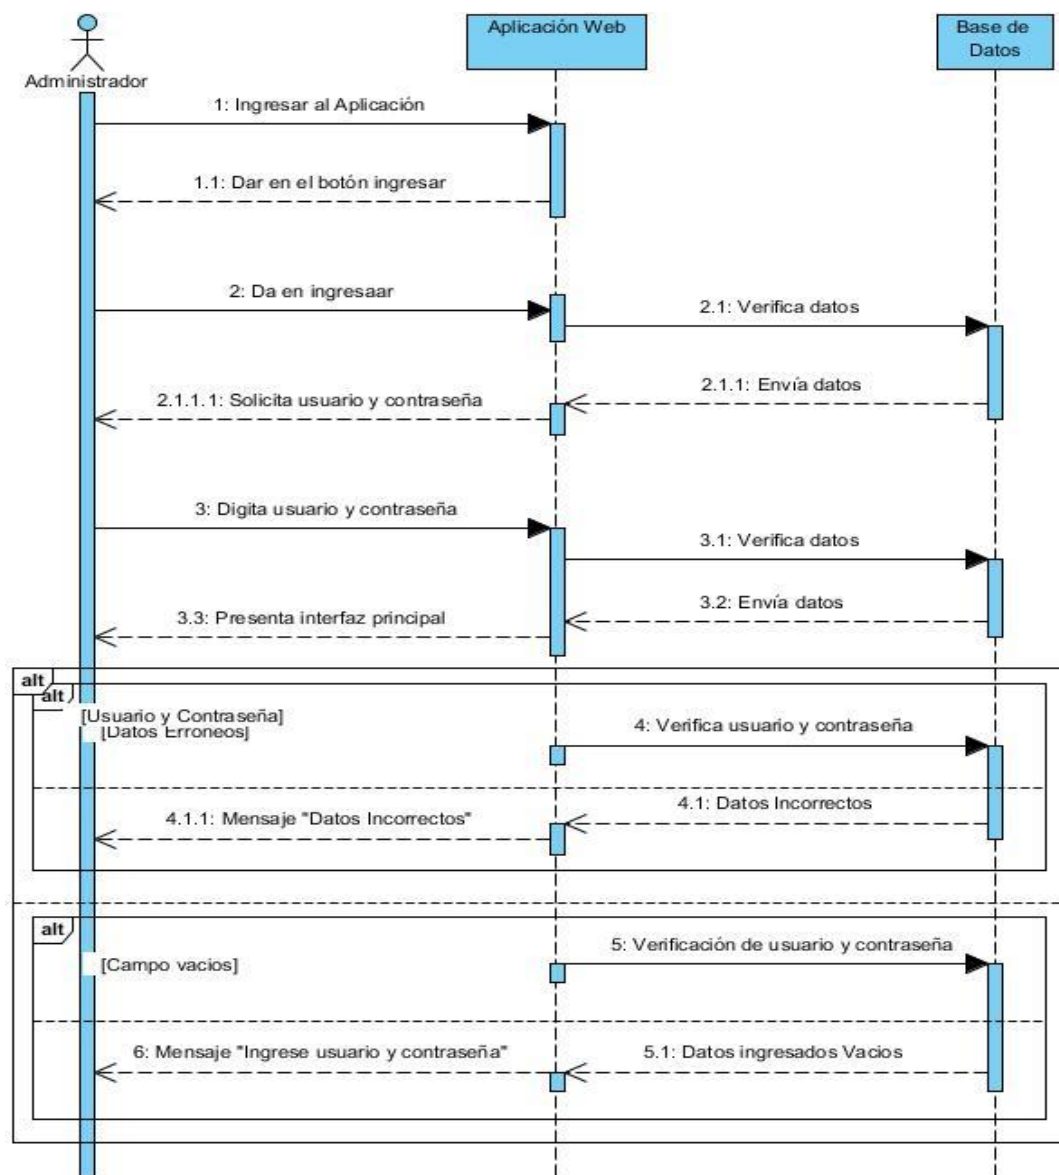 Aplicación Web
Base de
Datos
Administrador
1: Ingresar al Aplicación
1.1: Dar en el botón ingresar
2: Da en ingresaar
2.1: Verifica datos
2.1.1: Envía datos
2.1.1.1: Solicita usuario y contraseña
3: Digita usuario y contraseña
3.1: Verifica datos
3.2: Envía datos
3.3: Presenta interfaz principal
alt
alt
[Usuario y Contraseña]
[Datos Erroneos]
4: Verifica usuario y contraseña
4.1: Datos Incorrectos
4.1.1: Mensaje "Datos Incorrectos"
alt
5: Verificación de usuario y contraseña
[Campo vacios]
6: Mensaje "Ingrese usuario y contraseña"
5.1: Datos ingresados Vacios